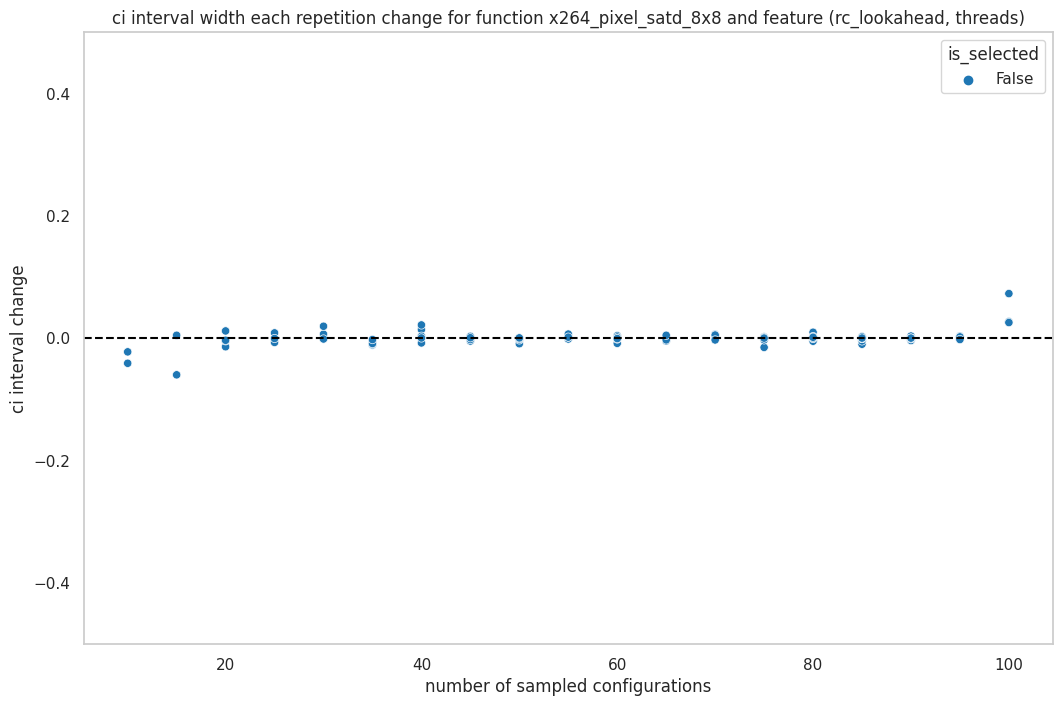 ci interval width each repetition change for function x264_pixel_satd_8x8 and feature (rc_lookahead, threads)
is_selected
False
ci interval change
0.4
0.2
0.0
−0.2
−0.4
20
40
60
80
100
number of sampled configurations